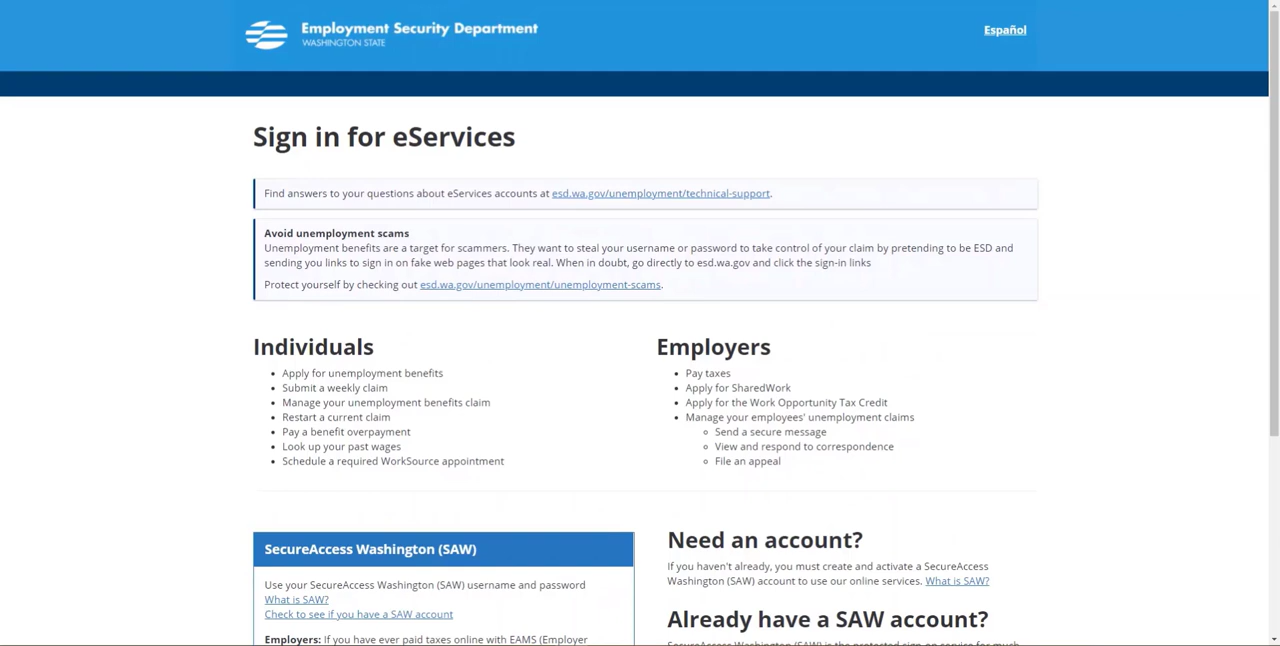 Employment Security Department
WASHINGTON STATE
Español
Sign in for eServices
Find answers to your questions about eServices accounts at esd.wa.gov/unemployment/technical-support.
Avoid unemployment scams
Unemployment benefits are a target for scammers. They want to steal your username or password to take control of your claim by pretending to be ESD and
sending you links to sign in on fake web pages that look real. When in doubt, go directly to esd.wa.gov and click the sign-in links
Protect yourself by checking out esd.wa.gov/unemployment/unemployment-scams.
Individuals
Apply for unemployment benefits
Submit a weekly claim
Manage your unemployment benefits claim
Restart a current claim
Pay a benefit overpayment
Look up your past wages
Schedule a required WorkSource appointment
Employers
Pay taxes
Apply for SharedWork
Apply for the Work Opportunity Tax Credit
Manage your employees' unemployment claims
Send a secure message
View and respond to correspondence
File an appeal
SecureAccess Washington (SAW)
Use your SecureAccess Washington (SAW) username and password
What is SAW?
Check to see if you have a SAW account
Employers: If you have ever paid taxes online with EAMS (Employer
Need an account?
If you haven't already, you must create and activate a SecureAccess
Washington (SAW) account to use our online services. What is SAW?
Already have a SAW account?
SecureAccess Washington (SAW) is the protected sign-on service for much